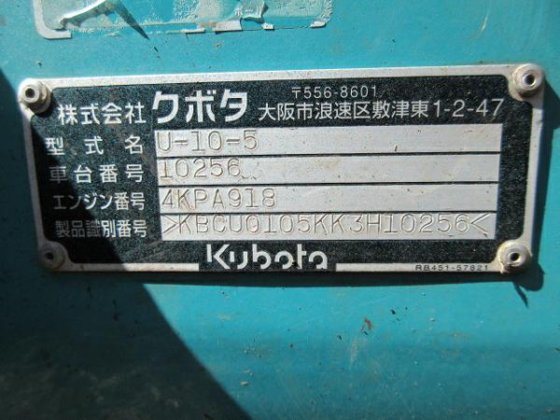 〒556-8601
株式会社クボタ 大阪市浪速区敷津東1-2-47
型式名 U-10-5
車台番号 10256
エンジン番号 4KPA918
製品識別番号 >KBCU0105KK3H10256<
Kubota
RB451-57821